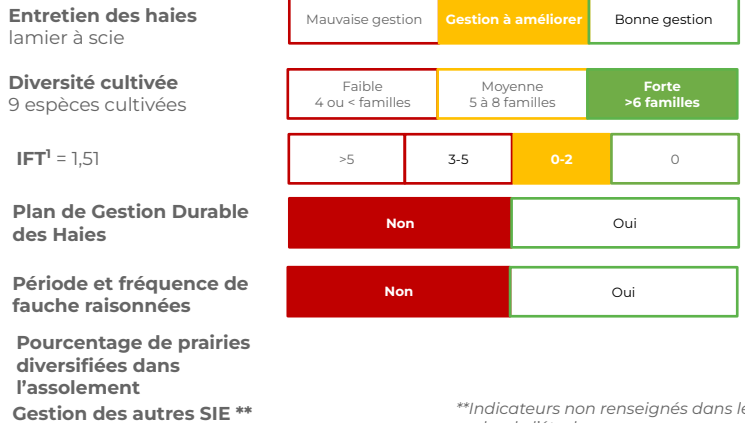 Entretien des haies
lamier à scie
Mauvaise gestion
Gestion à améliorer
Bonne gestion
Diversité cultivée
9 espèces cultivées
Faible
4 ou < familles
Moyenne
5 à 8 familles
Forte
>6 familles
IFT¹ = 1,51
>5
3-5
0-2
0
Plan de Gestion Durable
des Haies
Non
Oui
Période et fréquence de
fauche raisonnées
Non
Oui
Pourcentage de prairies
diversifiées dans
l'assolement
Gestion des autres SIE **
**Indicateurs non renseignés dans le